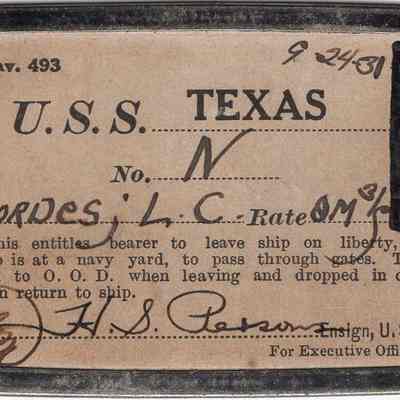 av. 493 9-24-31
U.S.S. TEXAS
No. N
ORDES, L. C. Rate
his entitles bearer to leave ship on liberty,
p is at a navy yard, to pass through gates. T
to O. O. D. when leaving and dropped in
n return to ship.
H. S. Persons Ensign, U. S
For Executive Offi